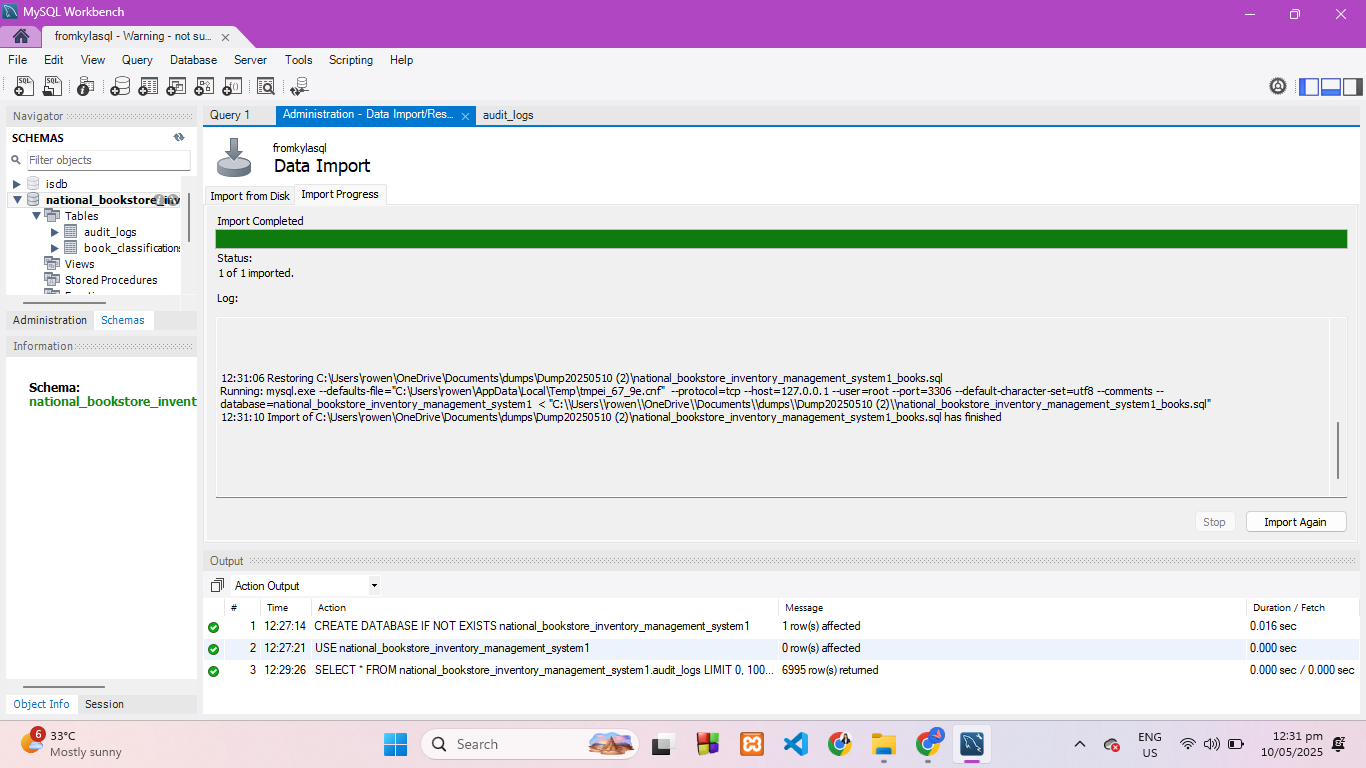 MySQL Workbench
fromkylasql - Warning - not su...
File Edit View Query Database Server Tools Scripting Help
Navigator
SCHEMAS
Filter objects
isdb
national_bookstore_inv
Tables
audit_logs
book_classifications
Views
Stored Procedures
Administration Schemas
Information
Schema:
national_bookstore_invent
Object Info Session
Query 1 Administration - Data Import/Res... audit_logs
fromkylasql
Data Import
Import from Disk Import Progress
Import Completed
Status:
1 of 1 imported.
Log:
12:31:06 Restoring C:\Users\rowen\OneDrive\Documents\dumps\Dump20250510 (2)\national_bookstore_inventory_management_system1_books.sql
Running: mysql.exe --defaults-file="C:\Users\rowen\AppData\Local\Temp\tmpei_67_9e.cnf" --protocol=tcp --host=127.0.0.1 --user=root --port=3306 --default-character-set=utf8 --comments --
database=national_bookstore_inventory_management_system1 < "C:\\Users\\rowen\\OneDrive\\Documents\\dumps\\Dump20250510 (2)\\national_bookstore_inventory_management_system1_books.sql"
12:31:10 Import of C:\Users\rowen\OneDrive\Documents\dumps\Dump20250510 (2)\national_bookstore_inventory_management_system1_books.sql has finished
Stop Import Again
Output
Action Output
# Time Action Message Duration / Fetch
1 12:27:14 CREATE DATABASE IF NOT EXISTS national_bookstore_inventory_management_system1 1 row(s) affected 0.016 sec
2 12:27:21 USE national_bookstore_inventory_management_system1 0 row(s) affected 0.000 sec
3 12:29:26 SELECT * FROM national_bookstore_inventory_management_system1.audit_logs LIMIT 0, 100... 6995 row(s) returned 0.000 sec / 0.000 sec
6
33°C
Mostly sunny
Search
ENG
US
12:31 pm
10/05/2025